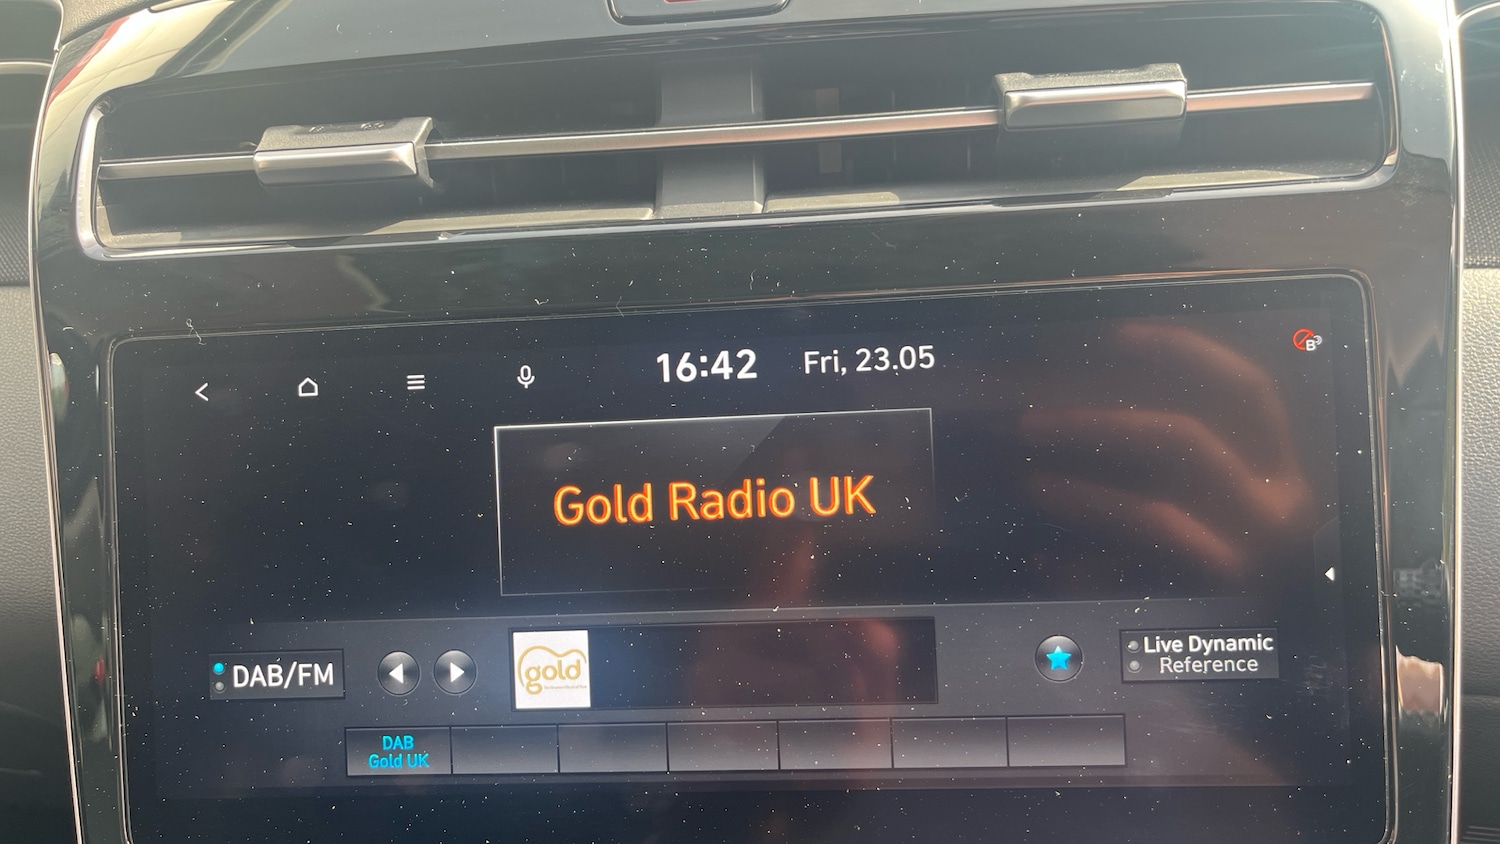 16:42 Fri, 23.05
B
Gold Radio UK
DAB/FM
gold
Live Dynamic
Reference
DAB
Gold UK